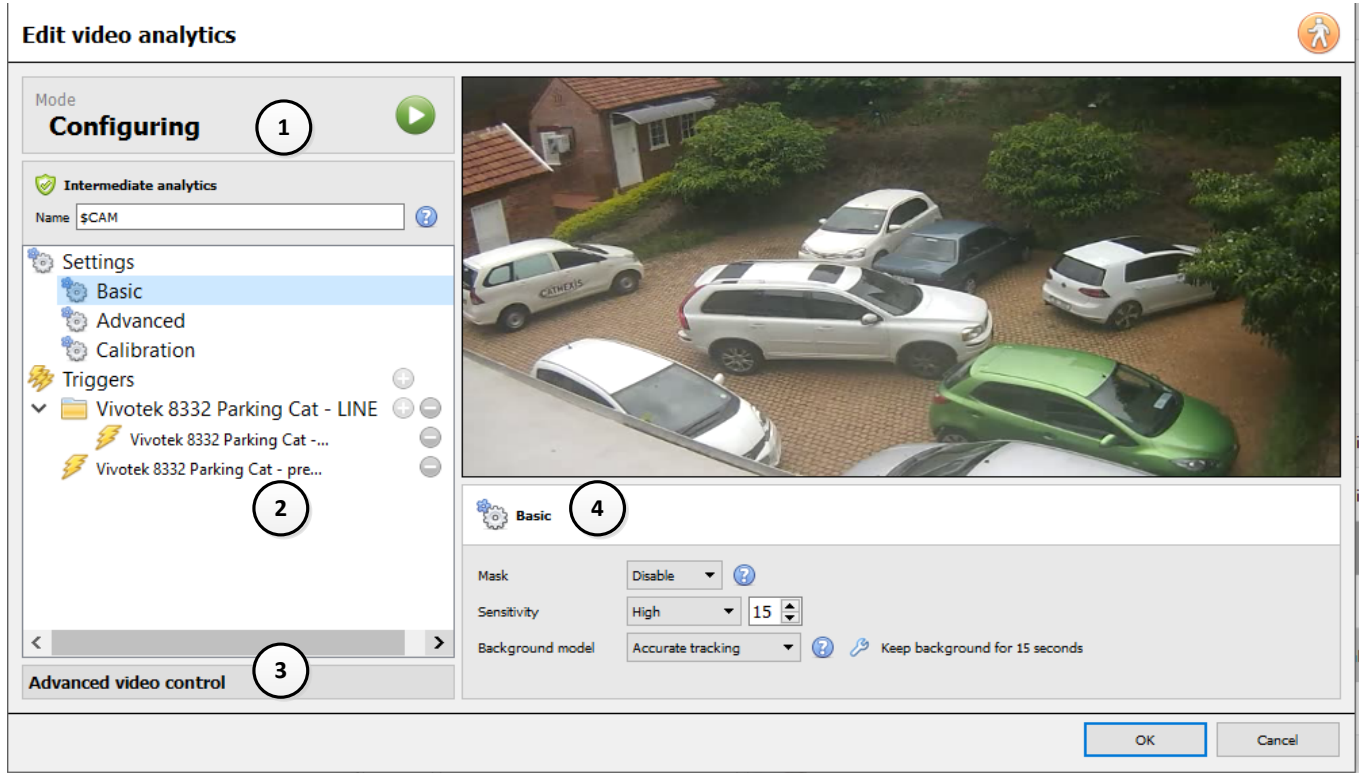 Edit video analytics
Mode
Configuring
1
Intermediate analytics
Name $CAM
Settings
Basic
Advanced
Calibration
Triggers
Vivotek 8332 Parking Cat - LINE
Vivotek 8332 Parking Cat -...
Vivotek 8332 Parking Cat - pre...
2
3
Advanced video control
CATHEXIS
Basic
4
Mask Disable
Sensitivity High 15
Background model Accurate tracking Keep background for 15 seconds
OK Cancel